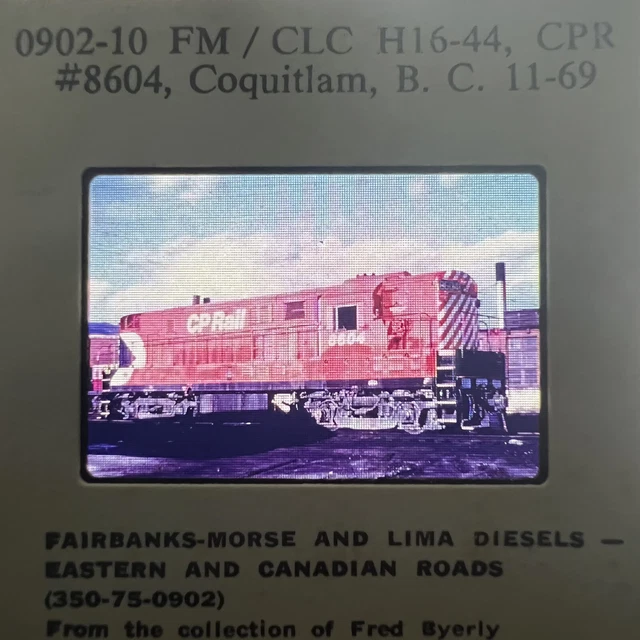 0902-10 FM / CLC H16-44, CPR
#8604, Coquitlam, B. C. 11-69
CP Rail
8604
FAIRBANKS-MORSE AND LIMA DIESELS —
EASTERN AND CANADIAN ROADS
(350-75-0902)
From the collection of Fred Byerly